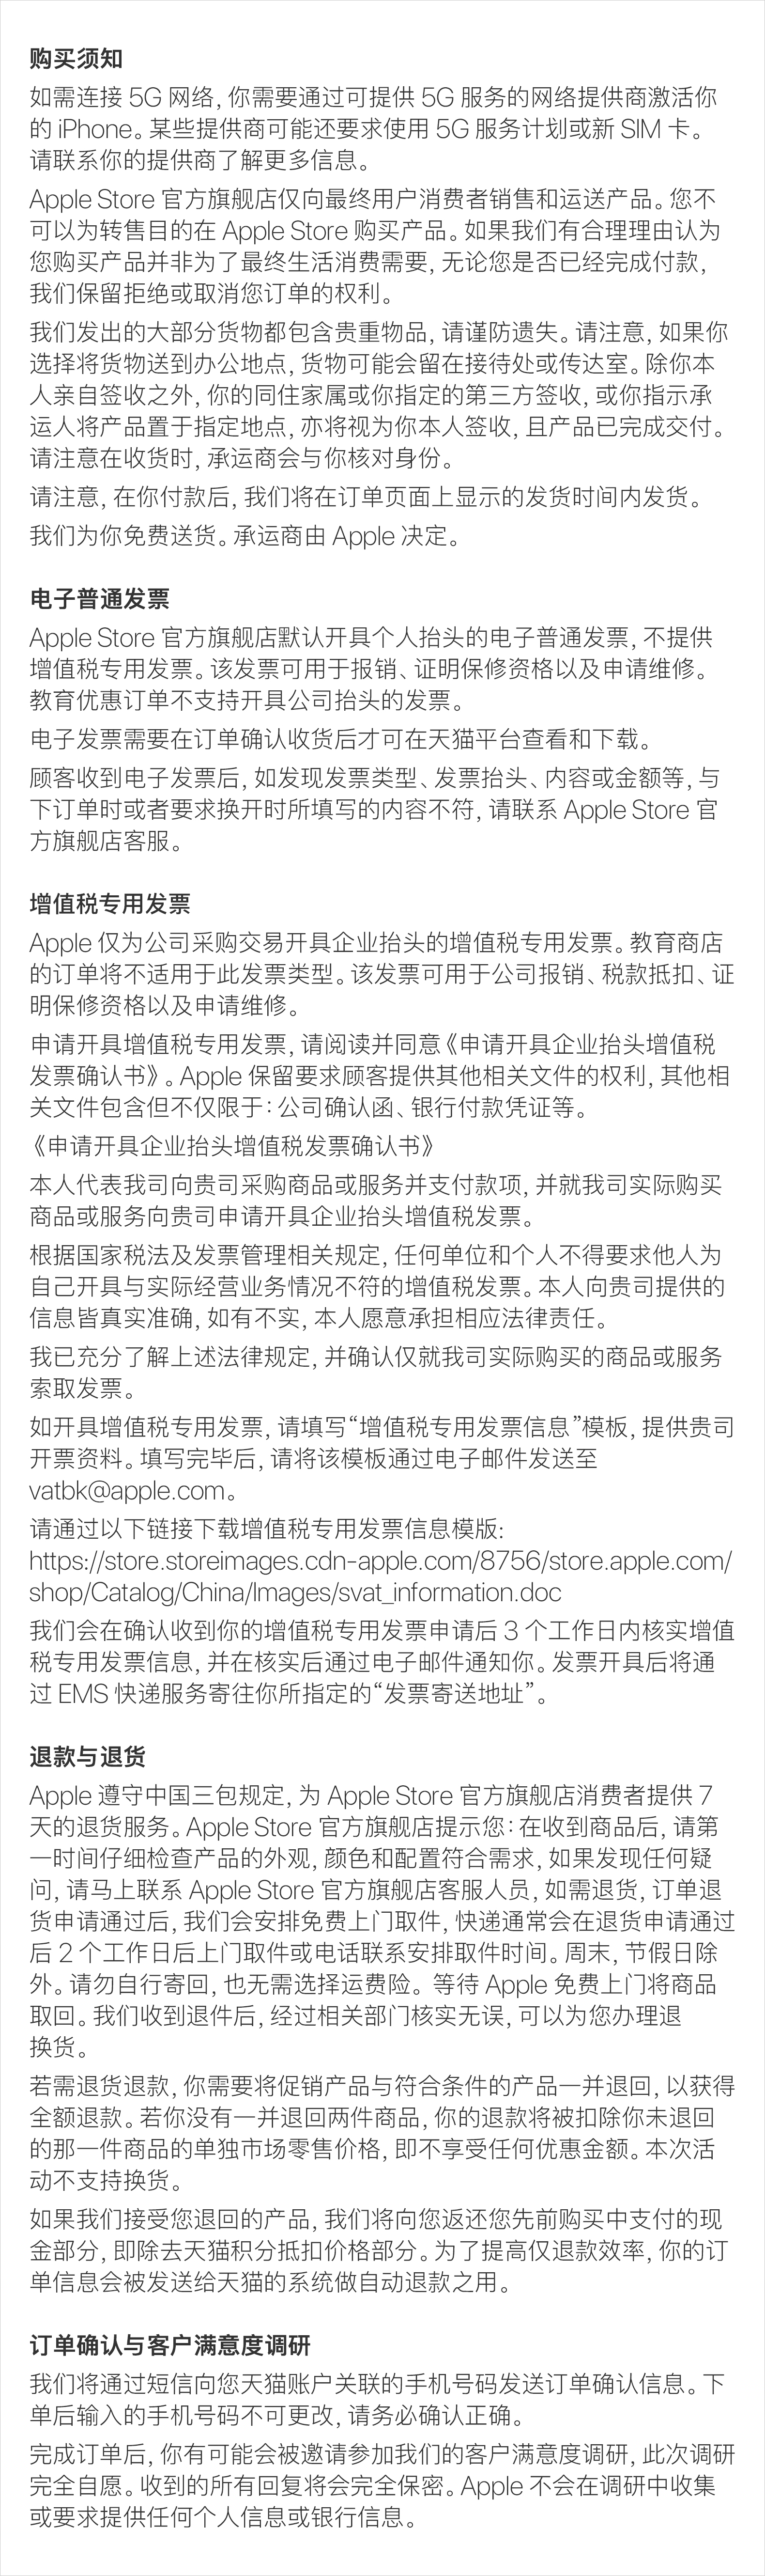 购买须知
如需连接 5G 网络, 你需要通过可提供 5G 服务的网络提供商激活你
的 iPhone。某些提供商可能还要求使用 5G 服务计划或新 SIM 卡。
请联系你的提供商了解更多信息。
Apple Store 官方旗舰店仅向最终用户消费者销售和运送产品。您不
可以为转售目的在 Apple Store 购买产品。如果我们有合理理由认为
您购买产品并非为了最终生活消费需要, 无论您是否已经完成付款,
我们保留拒绝或取消您订单的权利。
我们发出的大部分货物都包含贵重物品, 请谨防遗失。请注意, 如果你
选择将货物送到办公地点, 货物可能会留在接待处或传达室。除你本
人亲自签收之外, 你的同住家属或你指定的第三方签收, 或你指示承
运人将产品置于指定地点, 亦将视为你本人签收, 且产品已完成交付。
请注意在收货时, 承运商会与你核对身份。
请注意, 在你付款后, 我们将在订单页面上显示的发货时间内发货。
我们为你免费送货。承运商由 Apple 决定。
电子普通发票
Apple Store 官方旗舰店默认开具个人抬头的电子普通发票, 不提供
增值税专用发票。该发票可用于报销、证明保修资格以及申请维修。
教育优惠订单不支持开具公司抬头的发票。
电子发票需要在订单确认收货后才可在天猫平台查看和下载。
顾客收到电子发票后, 如发现发票类型、发票抬头、内容或金额等, 与
下订单时或者要求换开时所填写的内容不符, 请联系 Apple Store 官
方旗舰店客服。
增值税专用发票
Apple 仅为公司采购交易开具企业抬头的增值税专用发票。教育商店
的订单将不适用于此发票类型。该发票可用于公司报销、税款抵扣、证
明保修资格以及申请维修。
申请开具增值税专用发票, 请阅读并同意《申请开具企业抬头增值税
发票确认书》。Apple 保留要求顾客提供其他相关文件的权利, 其他相
关文件包含但不仅限于: 公司确认函、银行付款凭证等。
《申请开具企业抬头增值税发票确认书》
本人代表我司向贵司采购商品或服务并支付款项, 并就我司实际购买
商品或服务向贵司申请开具企业抬头增值税发票。
根据国家税法及发票管理相关规定, 任何单位和个人不得要求他人为
自己开具与实际经营业务情况不符的增值税发票。本人向贵司提供的
信息皆真实准确, 如有不实, 本人愿意承担相应法律责任。
我已充分了解上述法律规定, 并确认仅就我司实际购买的商品或服务
索取发票。
如开具增值税专用发票, 请填写“增值税专用发票信息”模板, 提供贵司
开票资料。填写完毕后, 请将该模板通过电子邮件发送至
vatbk@apple.com。
请通过以下链接下载增值税专用发票信息模版:
https://store.storeimages.cdn-apple.com/8756/store.apple.com/
shop/Catalog/China/Images/svat_information.doc
我们会在确认收到你的增值税专用发票申请后 3 个工作日内核实增值
税专用发票信息, 并在核实后通过电子邮件通知你。发票开具后将通
过 EMS 快递服务寄往你所指定的“发票寄送地址”。
退款与退货
Apple 遵守中国三包规定, 为 Apple Store 官方旗舰店消费者提供 7
天的退货服务。Apple Store 官方旗舰店提示您: 在收到商品后, 请第
一时间仔细检查产品的外观, 颜色和配置符合需求, 如果发现任何疑
问, 请马上联系 Apple Store 官方旗舰店客服人员, 如需退货, 订单退
货申请通过后, 我们会安排免费上门取件, 快递通常会在退货申请通过
后 2 个工作日后上门取件或电话联系安排取件时间。周末, 节假日除
外。请勿自行寄回, 也无需选择运费险。 等待 Apple 免费上门将商品
取回。我们收到退件后, 经过相关部门核实无误, 可以为您办理退
换货。
若需退货退款, 你需要将促销产品与符合条件的产品一并退回, 以获得
全额退款。若你没有一并退回两件商品, 你的退款将被扣除你未退回
的那一件商品的单独市场零售价格, 即不享受任何优惠金额。本次活
动不支持换货。
如果我们接受您退回的产品, 我们将向您返还您先前购买中支付的现
金部分, 即除去天猫积分抵扣价格部分。为了提高仅退款效率, 你的订
单信息会被发送给天猫的系统做自动退款之用。
订单确认与客户满意度调研
我们将通过短信向您天猫账户关联的手机号码发送订单确认信息。下
单后输入的手机号码不可更改, 请务必确认正确。
完成订单后, 你有可能会被邀请参加我们的客户满意度调研, 此次调研
完全自愿。收到的所有回复将会完全保密。Apple 不会在调研中收集
或要求提供任何个人信息或银行信息。